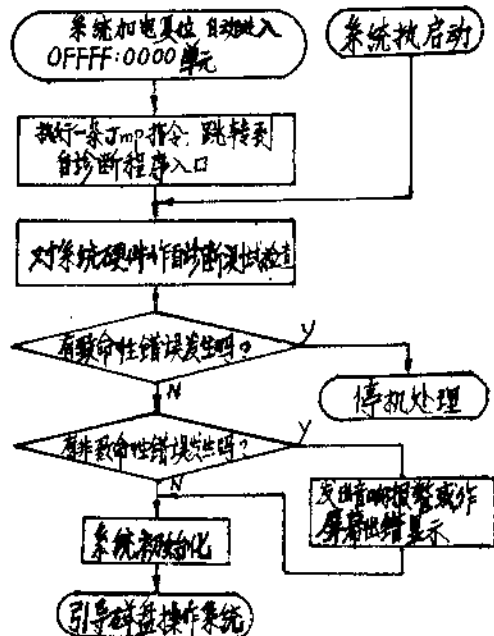 系统加电复位 自动进入
OFFFF:0000 单元
系统热启动
执行一条Jmp指令,跳转到
自诊断程序入口
对系统硬件作自诊断测试检查
有致命性错误发生吗?
Y
N
停机处理
有非致命性错误发生吗?
Y
N
发出音响报警或作
屏幕出错显示
系统初始化
引导磁盘操作系统